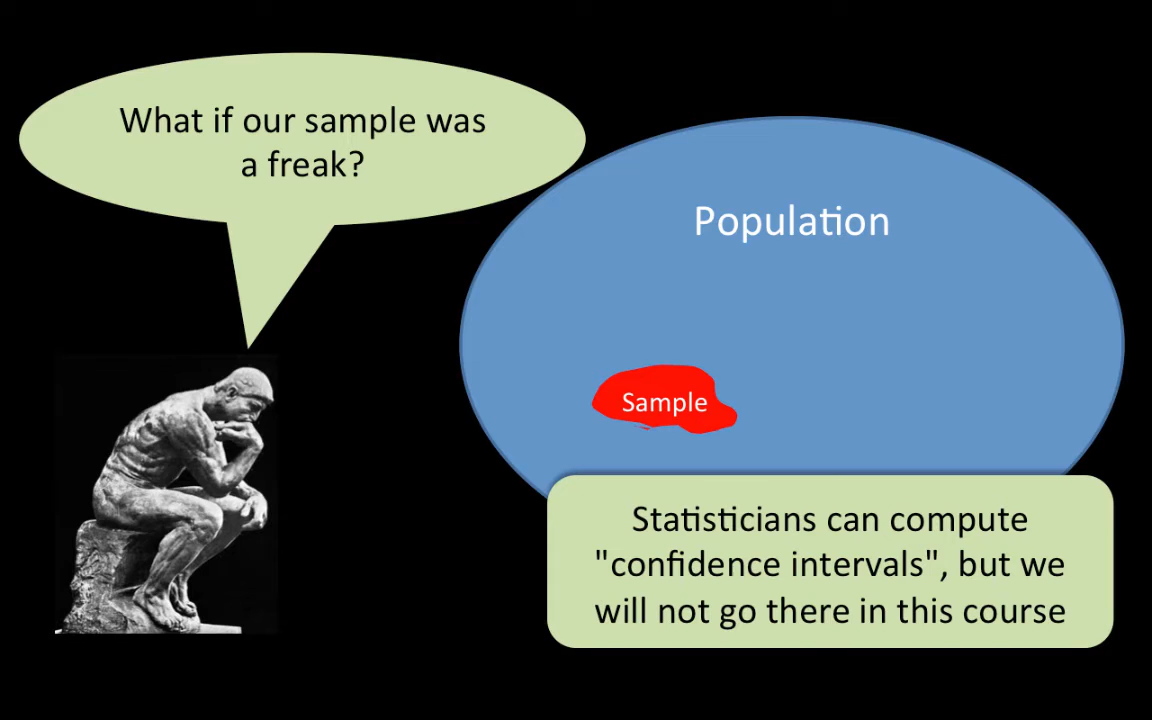 What if our sample was
a freak?
Population
Sample
Statisticians can compute
"confidence intervals", but we
will not go there in this course